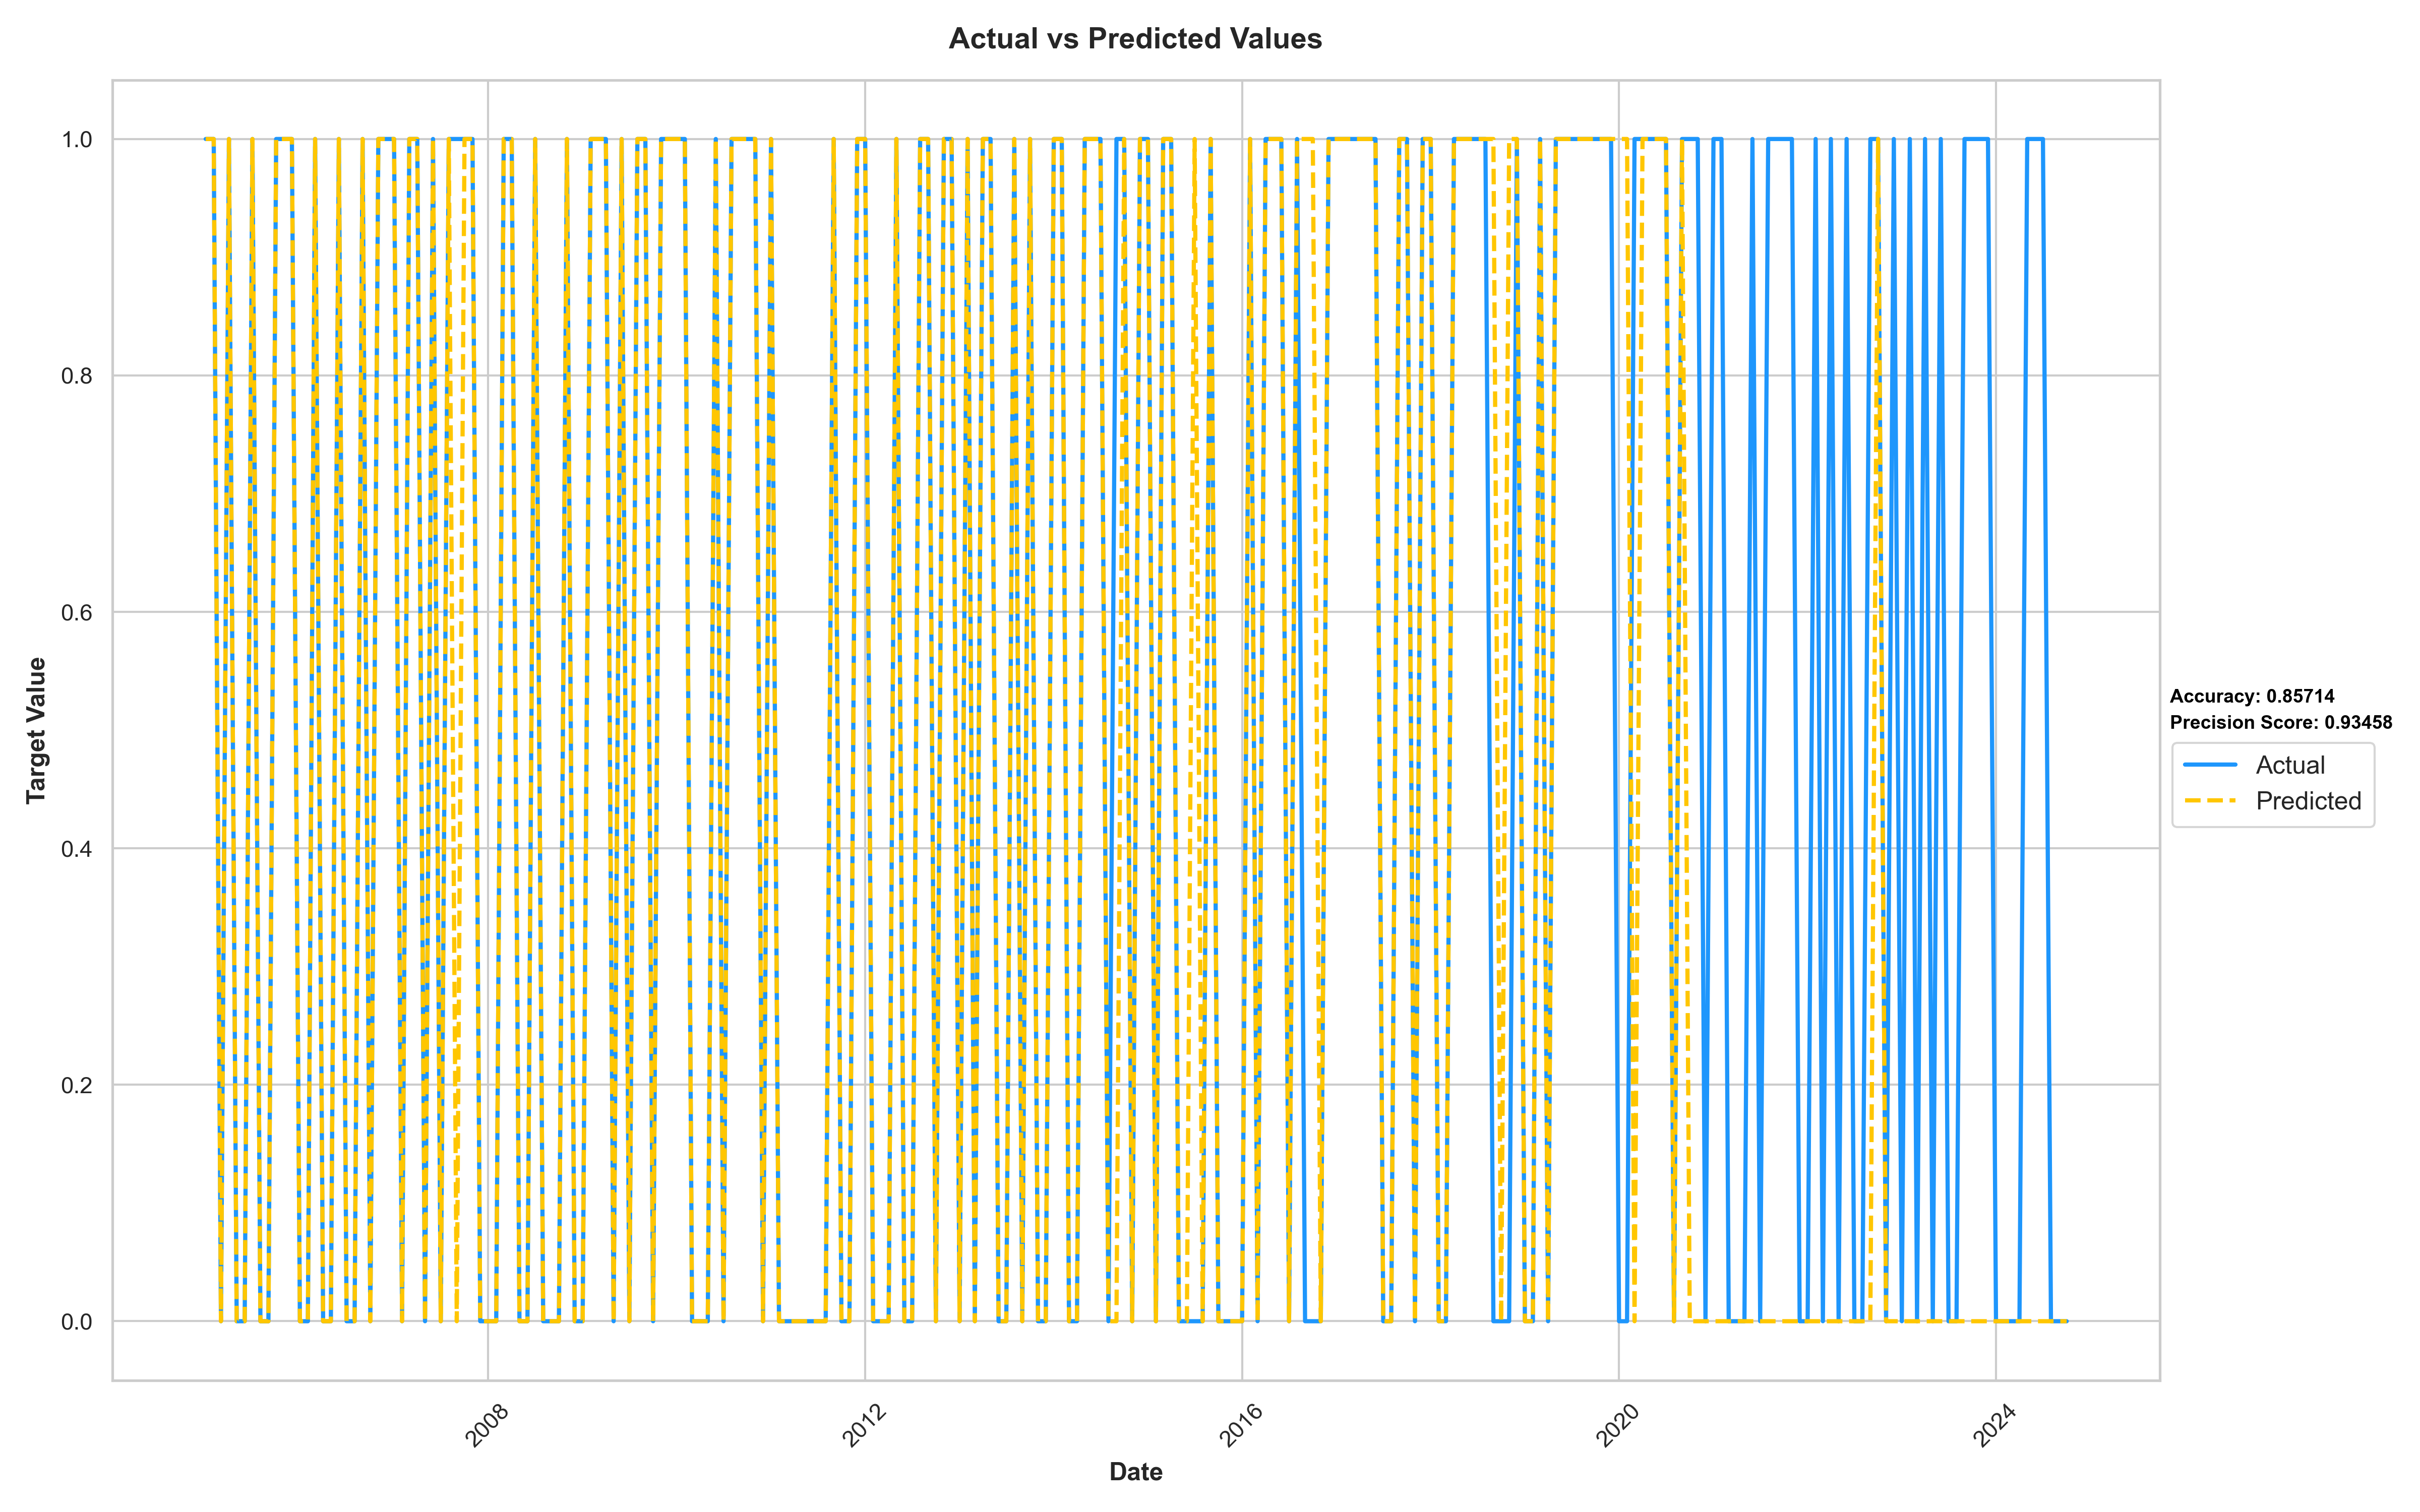 Actual vs Predicted Values
1.0
0.8
0.6
0.4
0.2
0.0
Target Value
2008
2012
2016
2020
2024
Date
Accuracy: 0.85714
Precision Score: 0.93458
Actual
Predicted